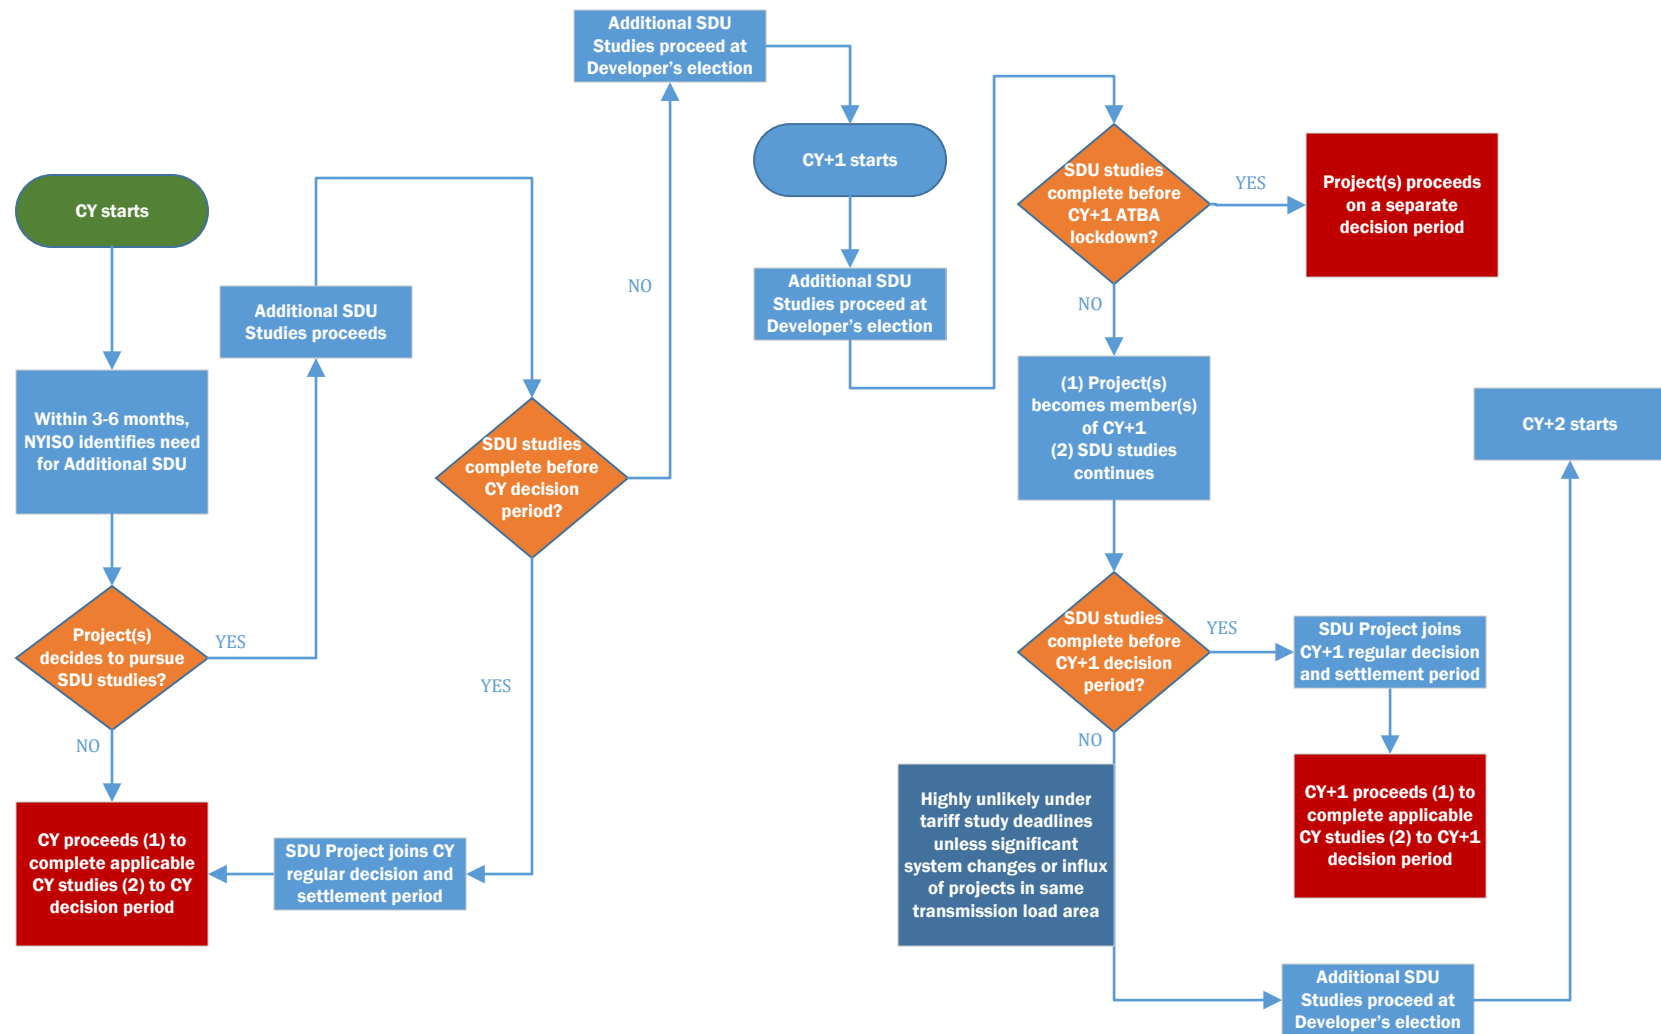 CY starts
Within 3-6 months,
NYISO identifies need
for Additional SDU
Project(s)
decides to pursue
SDU studies?
YES
NO
CY proceeds (1) to
complete applicable
CY studies (2) to CY
decision period
Additional SDU
Studies proceeds
SDU studies
complete before
CY decision
period?
YES
SDU Project joins CY
regular decision and
settlement period
NO
Additional SDU
Studies proceed at
Developer's election
CY+1 starts
Additional SDU
Studies proceed at
Developer's election
SDU studies
complete before
CY+1 ATBA
lockdown?
YES
Project(s) proceeds
on a separate
decision period
NO
(1) Project(s)
becomes member(s)
of CY+1
(2) SDU studies
continues
SDU studies
complete before
CY+1 decision
period?
YES
SDU Project joins
CY+1 regular decision
and settlement period
CY+1 proceeds (1) to
complete applicable
CY studies (2) to CY+1
decision period
NO
Highly unlikely under
tariff study deadlines
unless significant
system changes or influx
of projects in same
transmission load area
Additional SDU
Studies proceed at
Developer's election
CY+2 starts